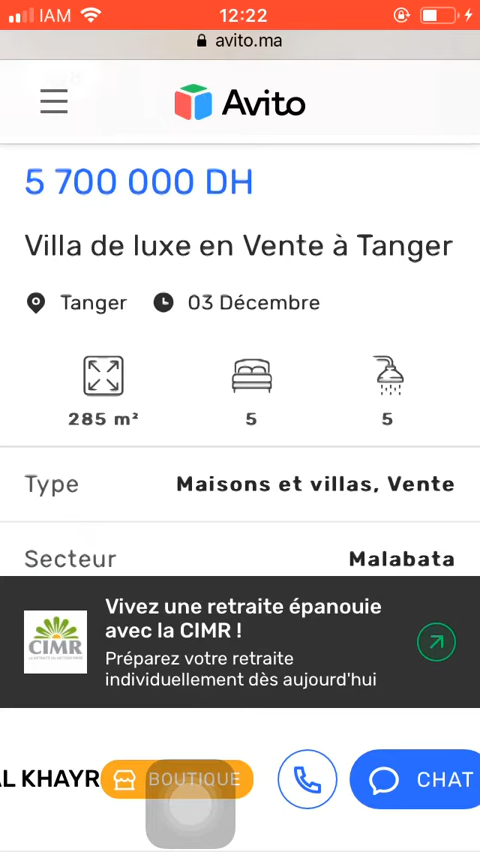 IAM 12:22
avito.ma
Avito
5 700 000 DH
Villa de luxe en Vente à Tanger
Tanger 03 Décembre
285 m² 5 5
Type Maisons et villas, Vente
Secteur Malabata
Vivez une retraite épanouie
avec la CIMR !
CIMR
Préparez votre retraite
individuellement dès aujourd'hui
L KHAYR BOUTIQUE CHAT